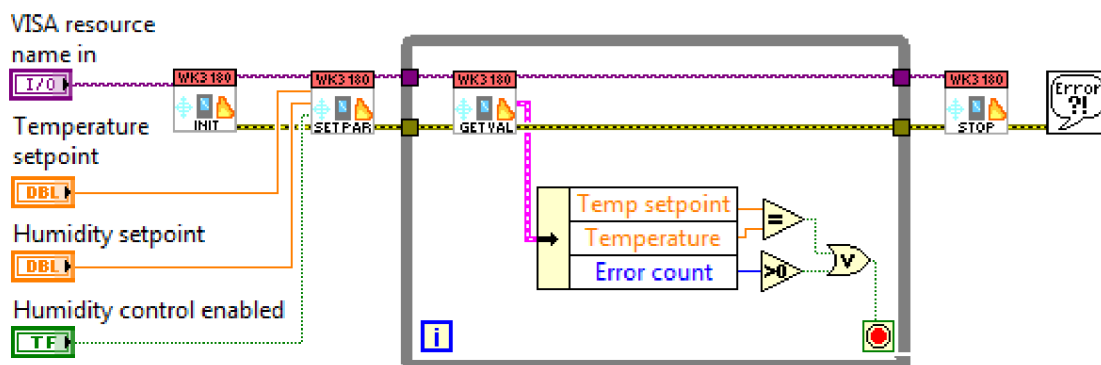 VISA resource
name in
I/O
WK3180
INIT
WK3180
SETPAR
WK3180
GETVAL
WK3180
STOP
Error
?!
Temperature
setpoint
DBL
Humidity setpoint
DBL
Humidity control enabled
TF
Temp setpoint
Temperature
Error count
=
>0
V
i